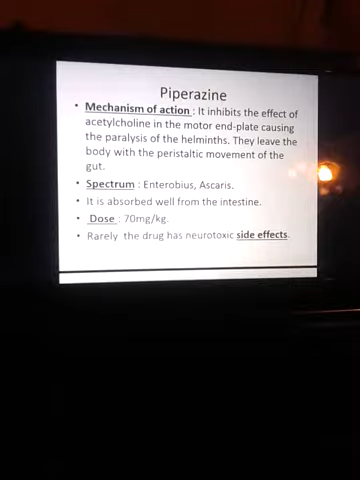 Piperazine
• Mechanism of action : It inhibits the effect of
acetylcholine in the motor end-plate causing
the paralysis of the helminths. They leave the
body with the peristaltic movement of the
gut.
• Spectrum : Enterobius, Ascaris.
• It is absorbed well from the intestine.
• Dose : 70mg/kg.
• Rarely the drug has neurotoxic side effects.